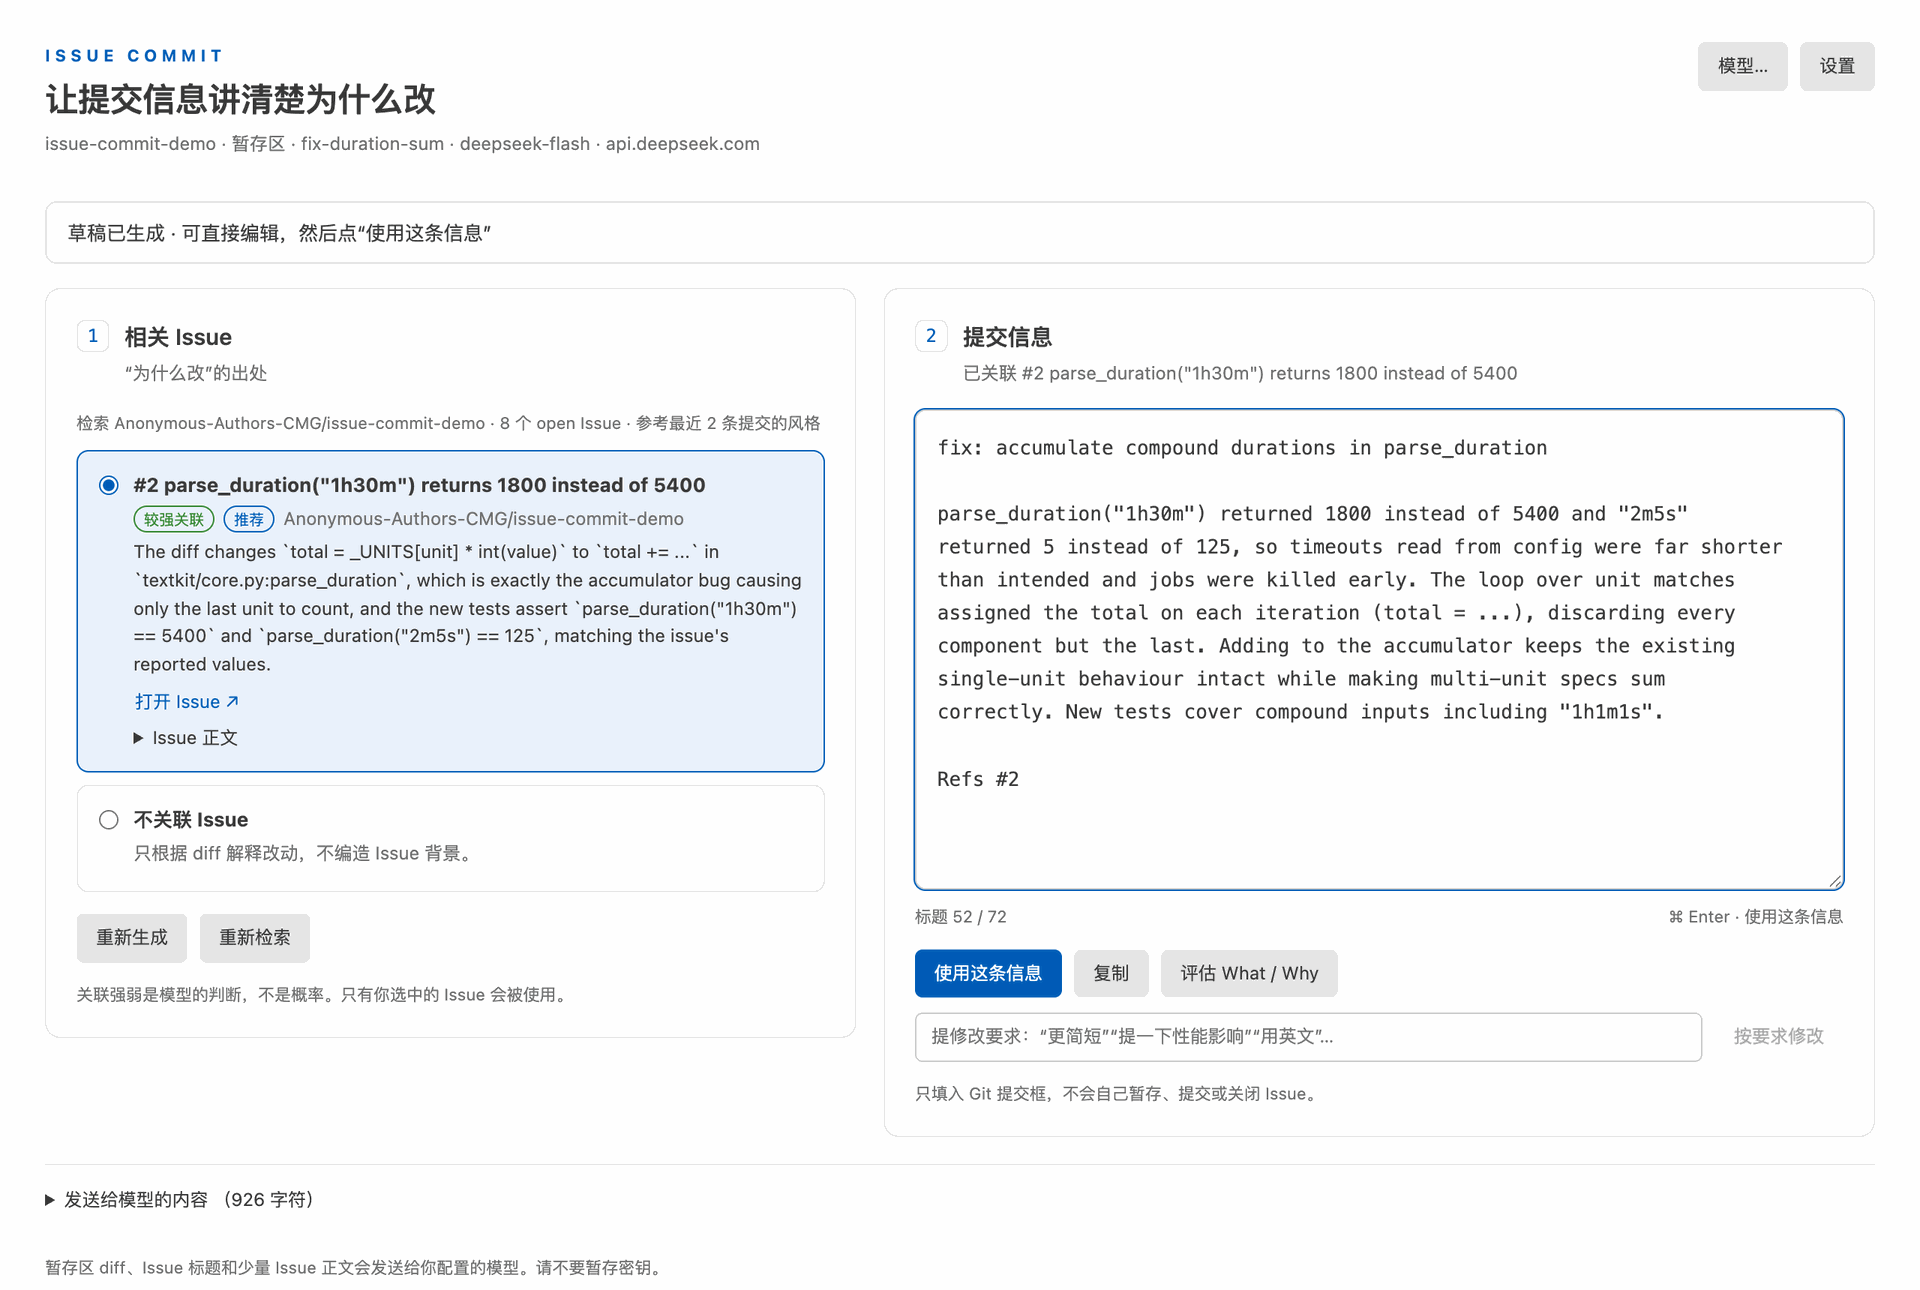 ISSUE COMMIT
让提交信息讲清楚为什么改
issue-commit-demo · 暂存区 · fix-duration-sum · deepseek-flash · api.deepseek.com
模型...
设置
草稿已生成 · 可直接编辑，然后点“使用这条信息”
1
相关 Issue
“为什么改”的出处
检索 Anonymous-Authors-CMG/issue-commit-demo · 8 个 open Issue · 参考最近 2 条提交的风格
#2 parse_duration("1h30m") returns 1800 instead of 5400
较强关联 推荐 Anonymous-Authors-CMG/issue-commit-demo
The diff changes `total = _UNITS[unit] * int(value)` to `total += ...` in
`textkit/core.py:parse_duration`, which is exactly the accumulator bug causing
only the last unit to count, and the new tests assert `parse_duration("1h30m")
== 5400` and `parse_duration("2m5s") == 125`, matching the issue's
reported values.
打开 Issue ↗
▶ Issue 正文
不关联 Issue
只根据 diff 解释改动，不编造 Issue 背景。
重新生成
重新检索
关联强弱是模型的判断，不是概率。只有你选中的 Issue 会被使用。
2
提交信息
已关联 #2 parse_duration("1h30m") returns 1800 instead of 5400
fix: accumulate compound durations in parse_duration
parse_duration("1h30m") returned 1800 instead of 5400 and "2m5s"
returned 5 instead of 125, so timeouts read from config were far shorter
than intended and jobs were killed early. The loop over unit matches
assigned the total on each iteration (total = ...), discarding every
component but the last. Adding to the accumulator keeps the existing
single-unit behaviour intact while making multi-unit specs sum
correctly. New tests cover compound inputs including "1h1m1s".
Refs #2
标题 52 / 72
⌘ Enter · 使用这条信息
使用这条信息
复制
评估 What / Why
提修改要求：“更简短”“提一下性能影响”“用英文”...
按要求修改
只填入 Git 提交框，不会自己暂存、提交或关闭 Issue。
▶ 发送给模型的内容 （926 字符）
暂存区 diff、Issue 标题和少量 Issue 正文会发送给你配置的模型。请不要暂存密钥。